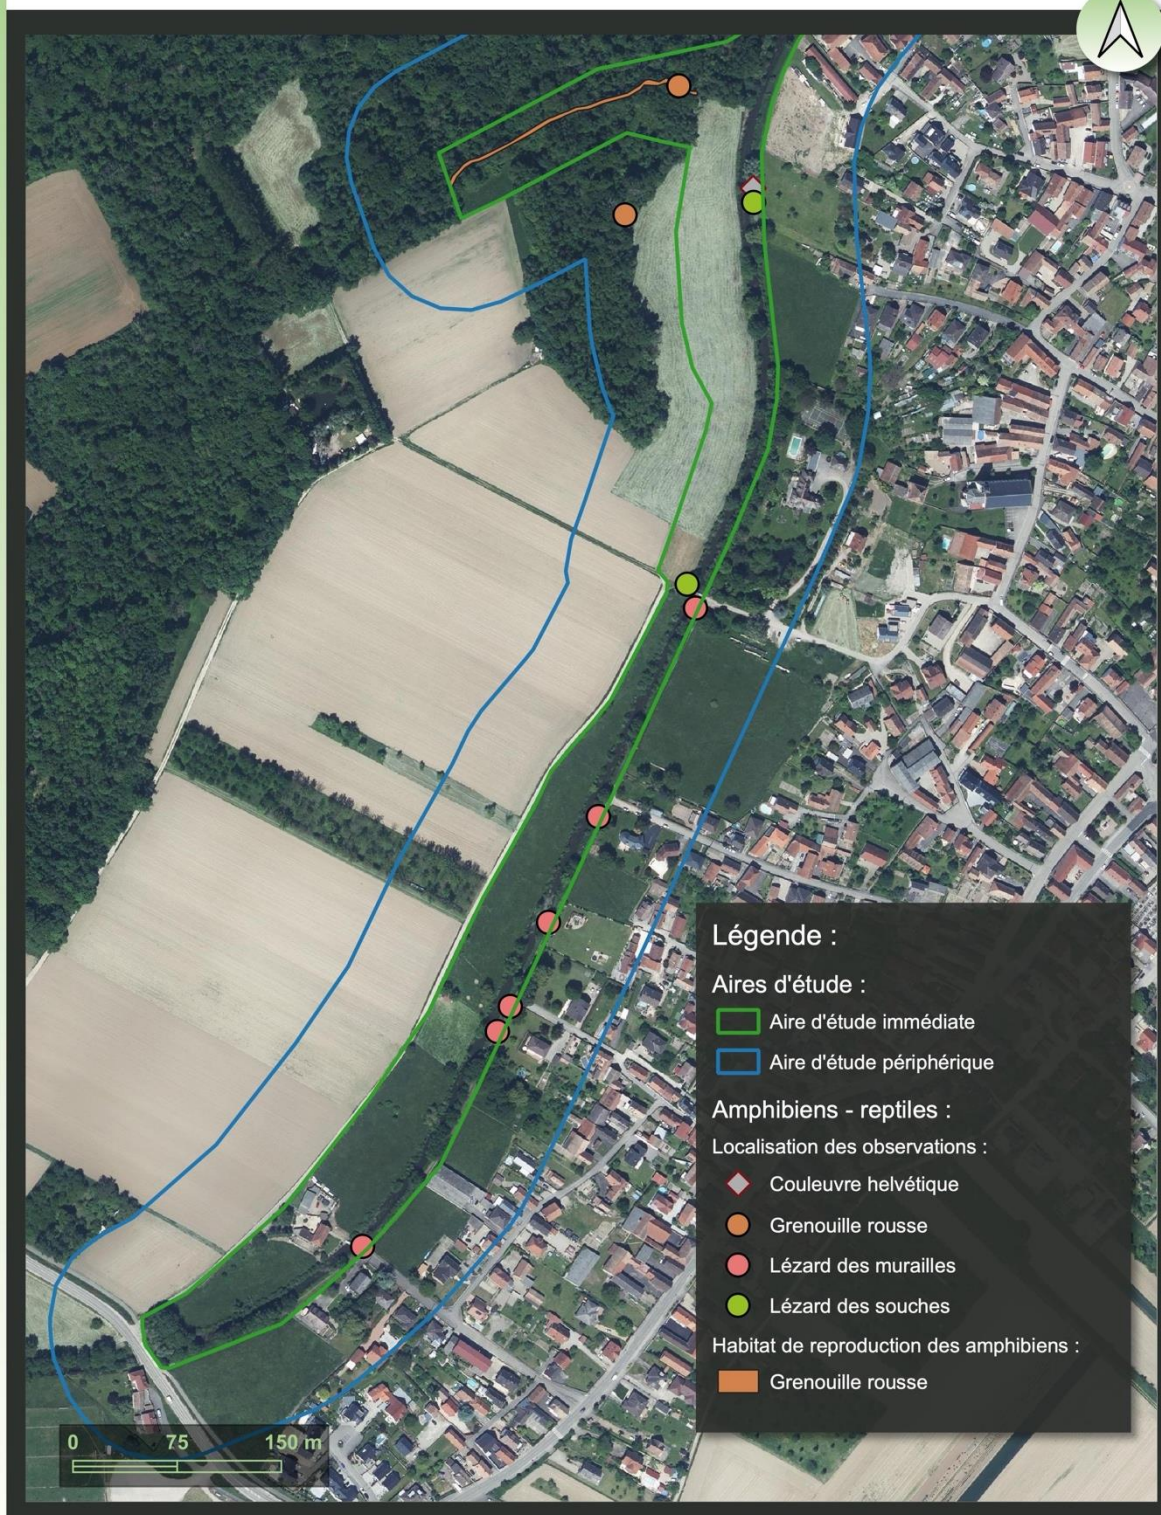 Légende :
Aires d'étude :
Aire d'étude immédiate
Aire d'étude périphérique
Amphibiens - reptiles :
Localisation des observations :
Couleuvre helvétique
Grenouille rousse
Lézard des murailles
Lézard des souches
Habitat de reproduction des amphibiens :
Grenouille rousse
0 75 150 m